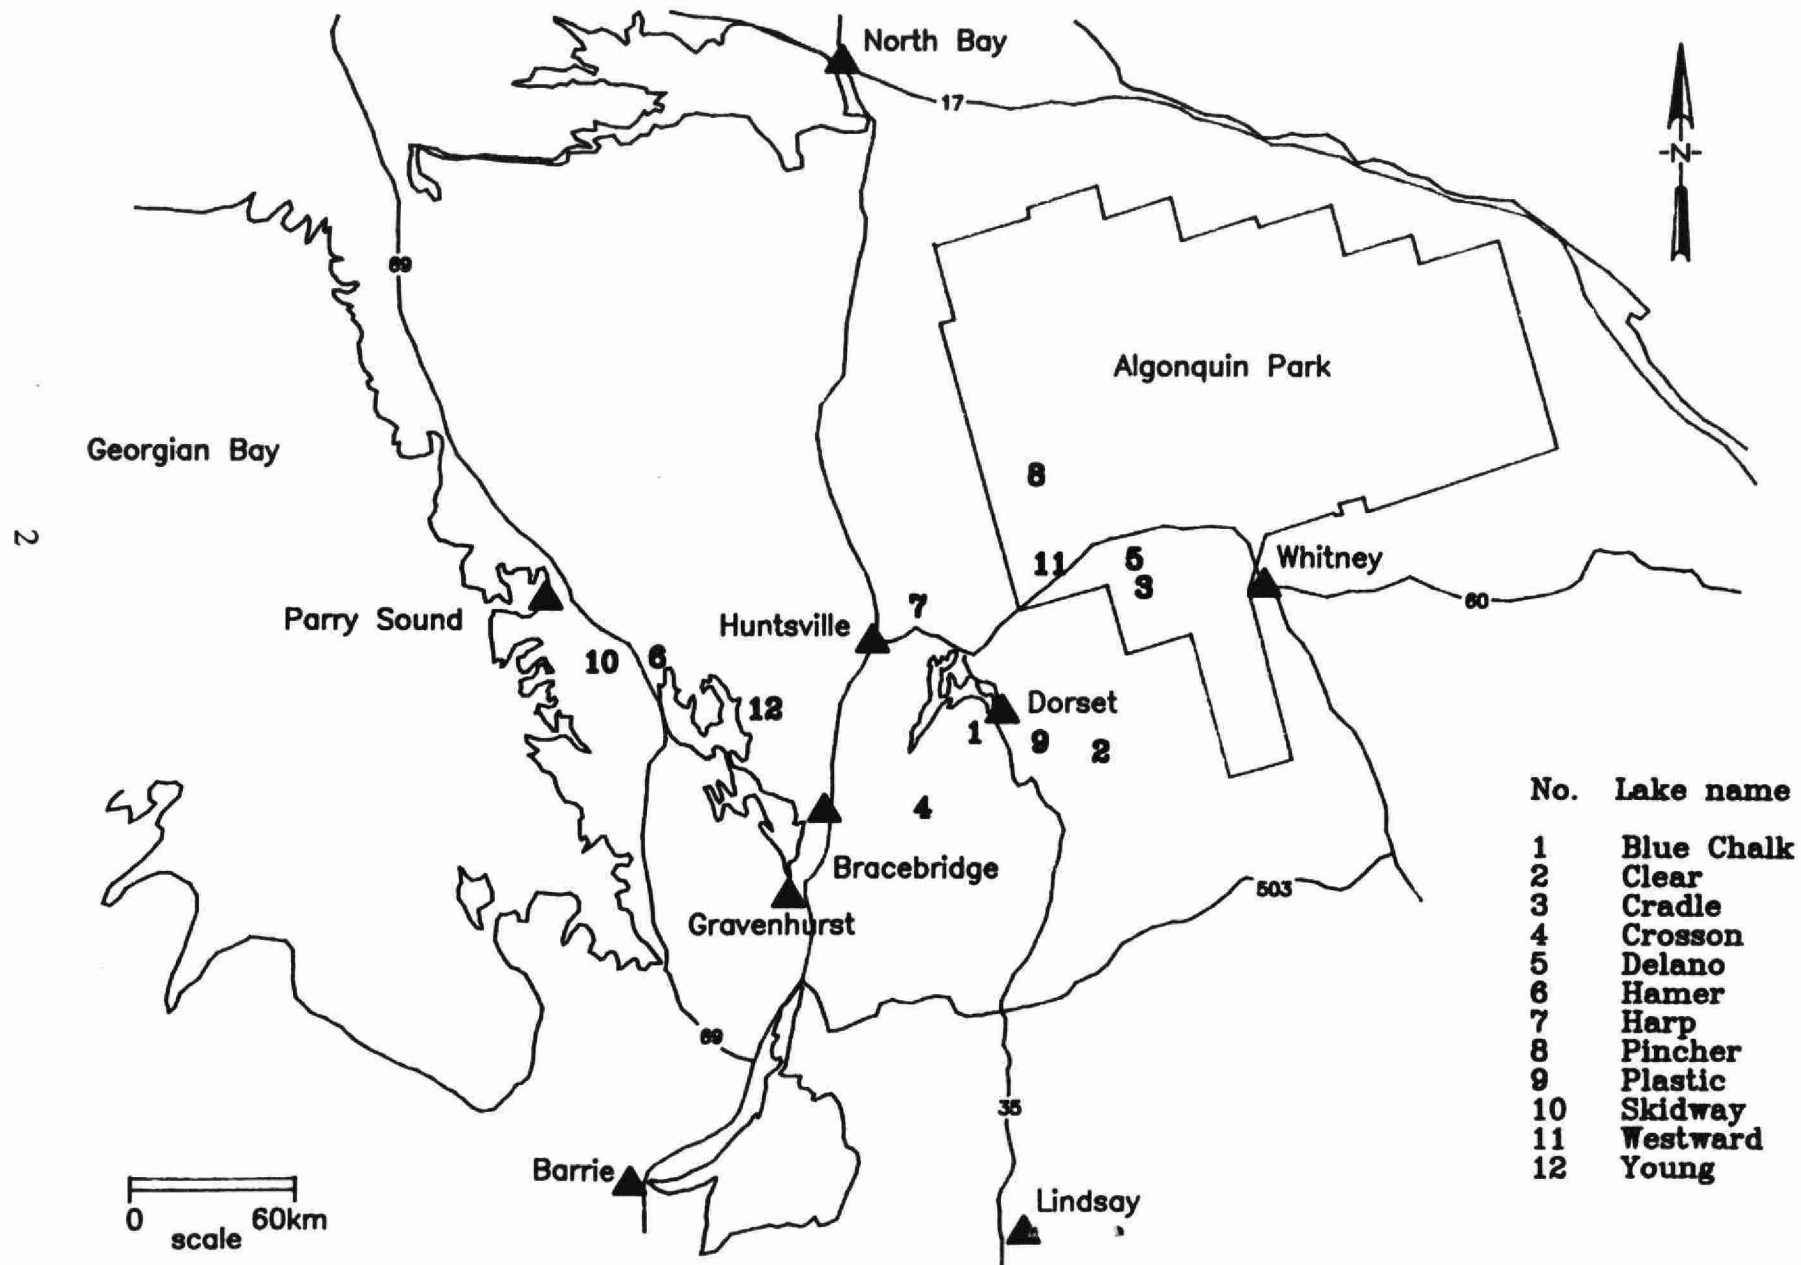 North Bay
17
-N-
69
Algonquin Park
Georgian Bay
8
2
11
5
3
Whitney
60
Parry Sound
Huntsville
7
10
6
12
Dorset
1
9
2
4
Bracebridge
Gravenhurst
503
69
35
Barrie
Lindsay
0 60km
scale
No. Lake name
1 Blue Chalk
2 Clear
3 Cradle
4 Crosson
5 Delano
6 Hamer
7 Harp
8 Pincher
9 Plastic
10 Skidway
11 Westward
12 Young